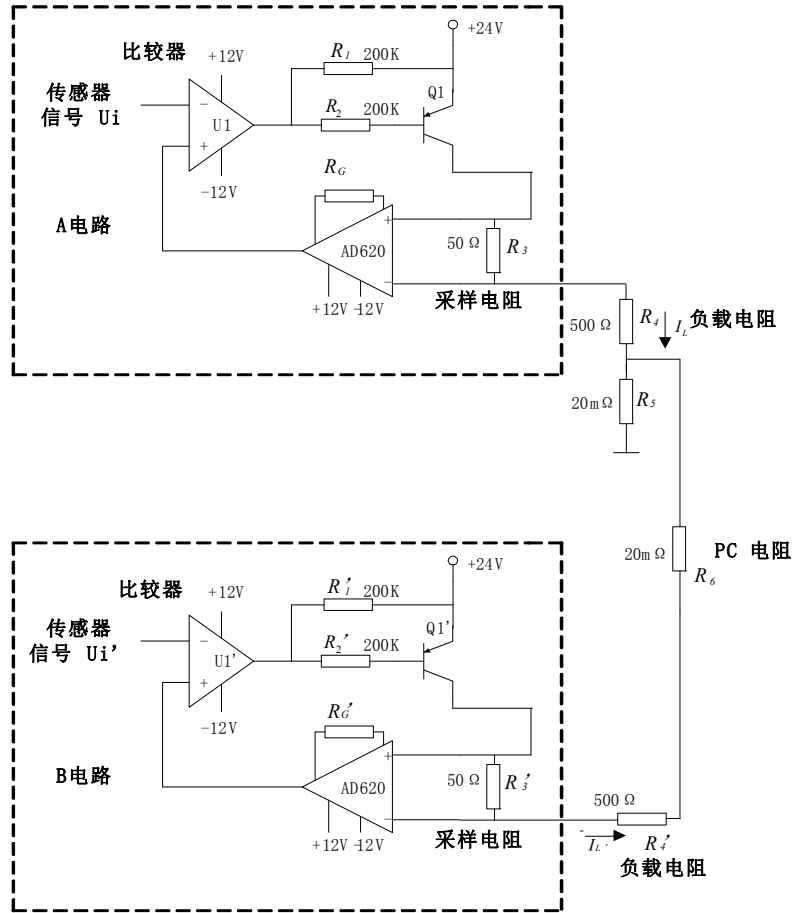 +24V
比较器
+12V
R1 200K
传感器
信号 Ui
−
U1
+
R2 200K
Q1
−12V
RG
A电路
+
AD620
−
50Ω R3
+12V -12V
采样电阻
500Ω R4 IL 负载电阻
20mΩ R5
20mΩ R6 PC 电阻
+24V
比较器
+12V
R1' 200K
传感器
信号 Ui'
−
U1'
+
R2' 200K
Q1'
−12V
RG'
B电路
+
AD620
−
50Ω R3'
+12V -12V
采样电阻
500Ω
IL' R4'
负载电阻